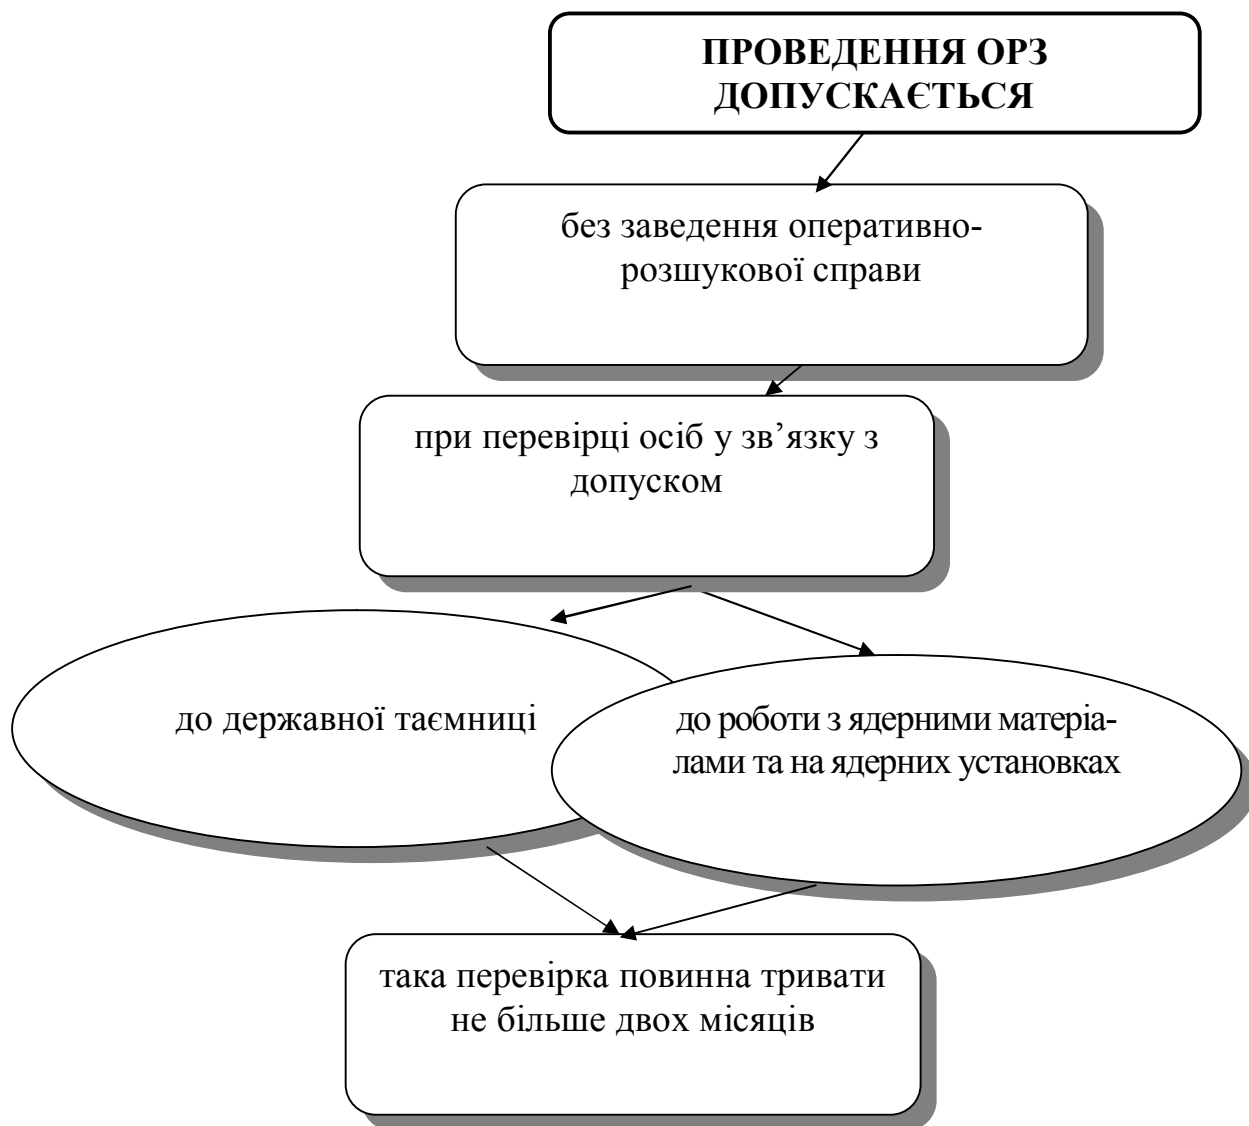 ПРОВЕДЕННЯ ОРЗ
ДОПУСКАЄТЬСЯ
без заведення оперативно-
розшукової справи
при перевірці осіб у зв’язку з
допуском
до державної таємниці
до роботи з ядерними матеріа-
лами та на ядерних установках
така перевірка повинна тривати
не більше двох місяців